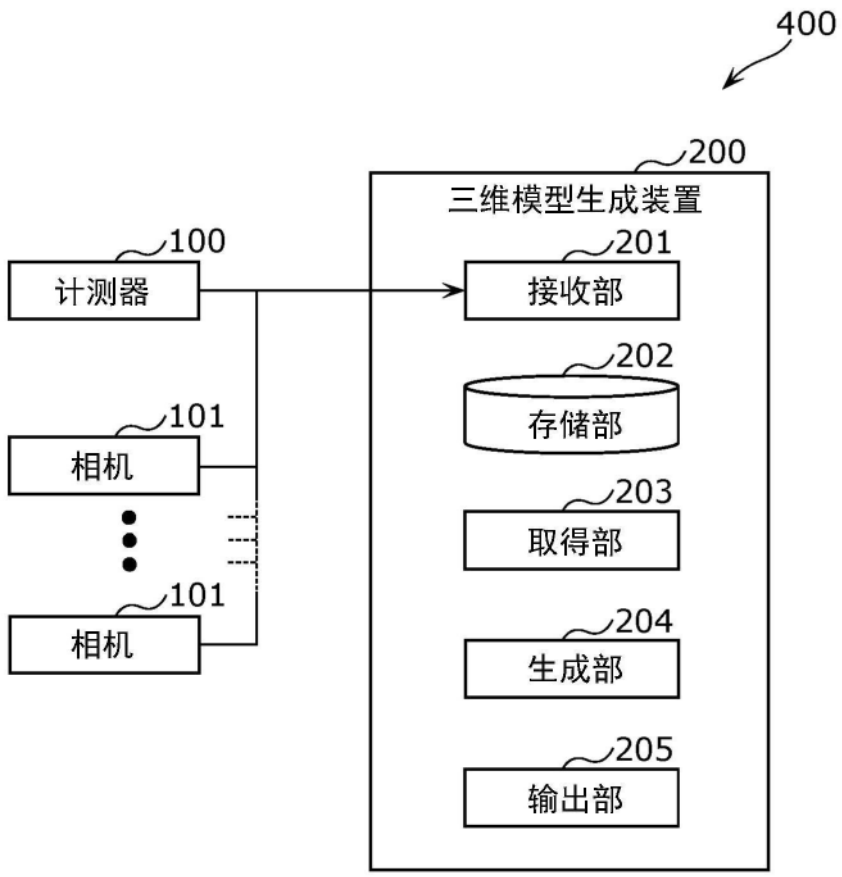 400
200
三维模型生成装置
100
计测器
201
接收部
202
存储部
101
相机
203
取得部
101
相机
204
生成部
205
输出部